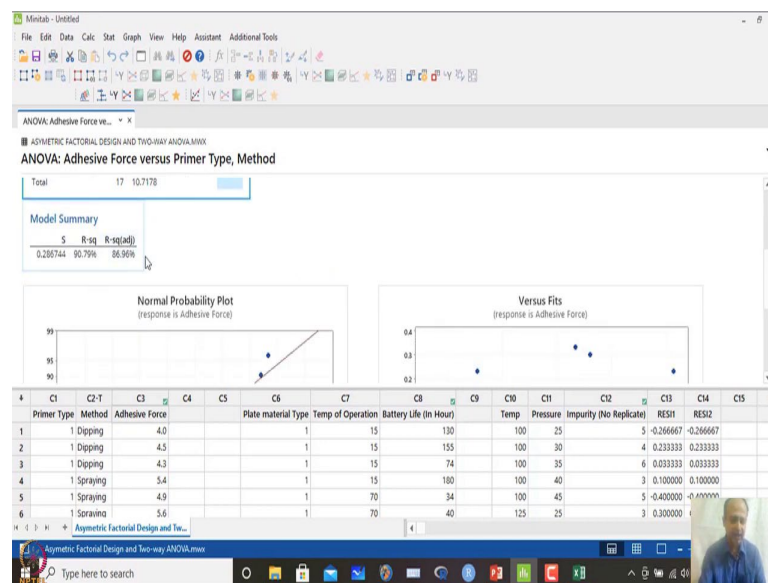 Minitab - Untitled
File Edit Data Calc Stat Graph View Help Assistant Additional Tools
ANOVA: Adhesive Force ve...
ASYMETRIC FACTORIAL DESIGN AND TWO-WAY ANOVA.MWX
ANOVA: Adhesive Force versus Primer Type, Method
Total 17 10.7178
Model Summary
S R-sq R-sq(adj)
0.286744 90.79% 86.96%
Normal Probability Plot
(response is Adhesive Force)
99
95
90
Versus Fits
(response is Adhesive Force)
0.4
0.3
0.2
C1 C2-T C3 C4 C5 C6 C7 C8 C9 C10 C11 C12 C13 C14 C15
Primer Type Method Adhesive Force Plate material Type Temp of Operation Battery Life (In Hour) Temp Pressure Impurity (No Replicate) RESI1 RESI2
1 1 Dipping 4.0 1 15 130 100 25 5 -0.266667 -0.266667
2 1 Dipping 4.5 1 15 155 100 30 4 0.233333 0.233333
3 1 Dipping 4.3 1 15 74 100 35 6 0.033333 0.033333
4 1 Spraying 5.4 1 15 180 100 40 3 0.100000 0.100000
5 1 Spraying 4.9 1 70 34 100 45 5 -0.400000 -0.400000
6 1 Spraying 5.6 1 70 40 125 25 3 0.300000
Asymetric Factorial Design and Tw...
Asymetric Factorial Design and Two-way ANOVA.mwx
Type here to search
NPTEL